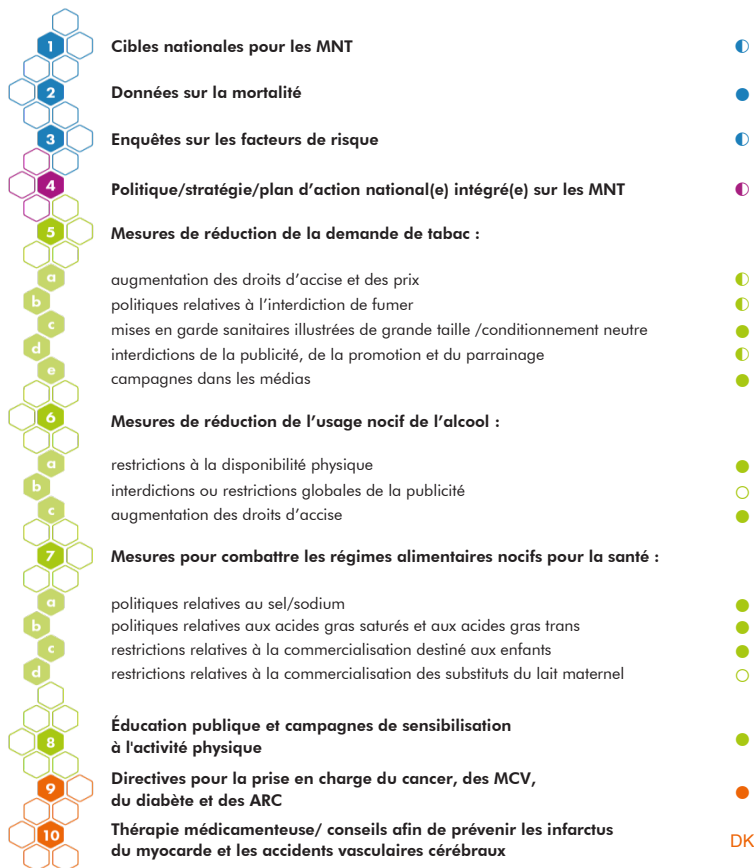 1 Cibles nationales pour les MNT
2 Données sur la mortalité
3 Enquêtes sur les facteurs de risque
4 Politique/stratégie/plan d'action national(e) intégré(e) sur les MNT
5 Mesures de réduction de la demande de tabac :
a augmentation des droits d'accise et des prix
b politiques relatives à l'interdiction de fumer
c mises en garde sanitaires illustrées de grande taille /conditionnement neutre
d interdictions de la publicité, de la promotion et du parrainage
e campagnes dans les médias
6 Mesures de réduction de l'usage nocif de l'alcool :
a restrictions à la disponibilité physique
b interdictions ou restrictions globales de la publicité
c augmentation des droits d'accise
7 Mesures pour combattre les régimes alimentaires nocifs pour la santé :
a politiques relatives au sel/sodium
b politiques relatives aux acides gras saturés et aux acides gras trans
c restrictions relatives à la commercialisation destiné aux enfants
d restrictions relatives à la commercialisation des substituts du lait maternel
Éducation publique et campagnes de sensibilisation
8 à l'activité physique
9 Directives pour la prise en charge du cancer, des MCV,
du diabète et des ARC
10 Thérapie médicamenteuse/ conseils afin de prévenir les infarctus DK
du myocarde et les accidents vasculaires cérébraux